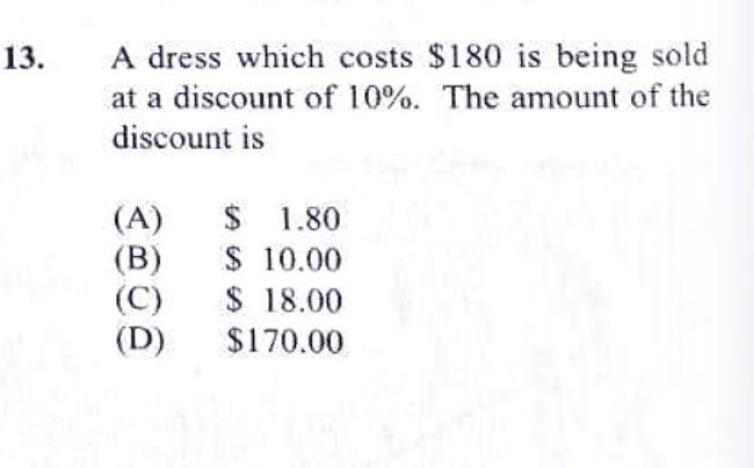 13. A dress which costs $180 is being sold
at a discount of 10%. The amount of the
discount is
(A) $ 1.80
(B) $ 10.00
(C) $ 18.00
(D) $170.00